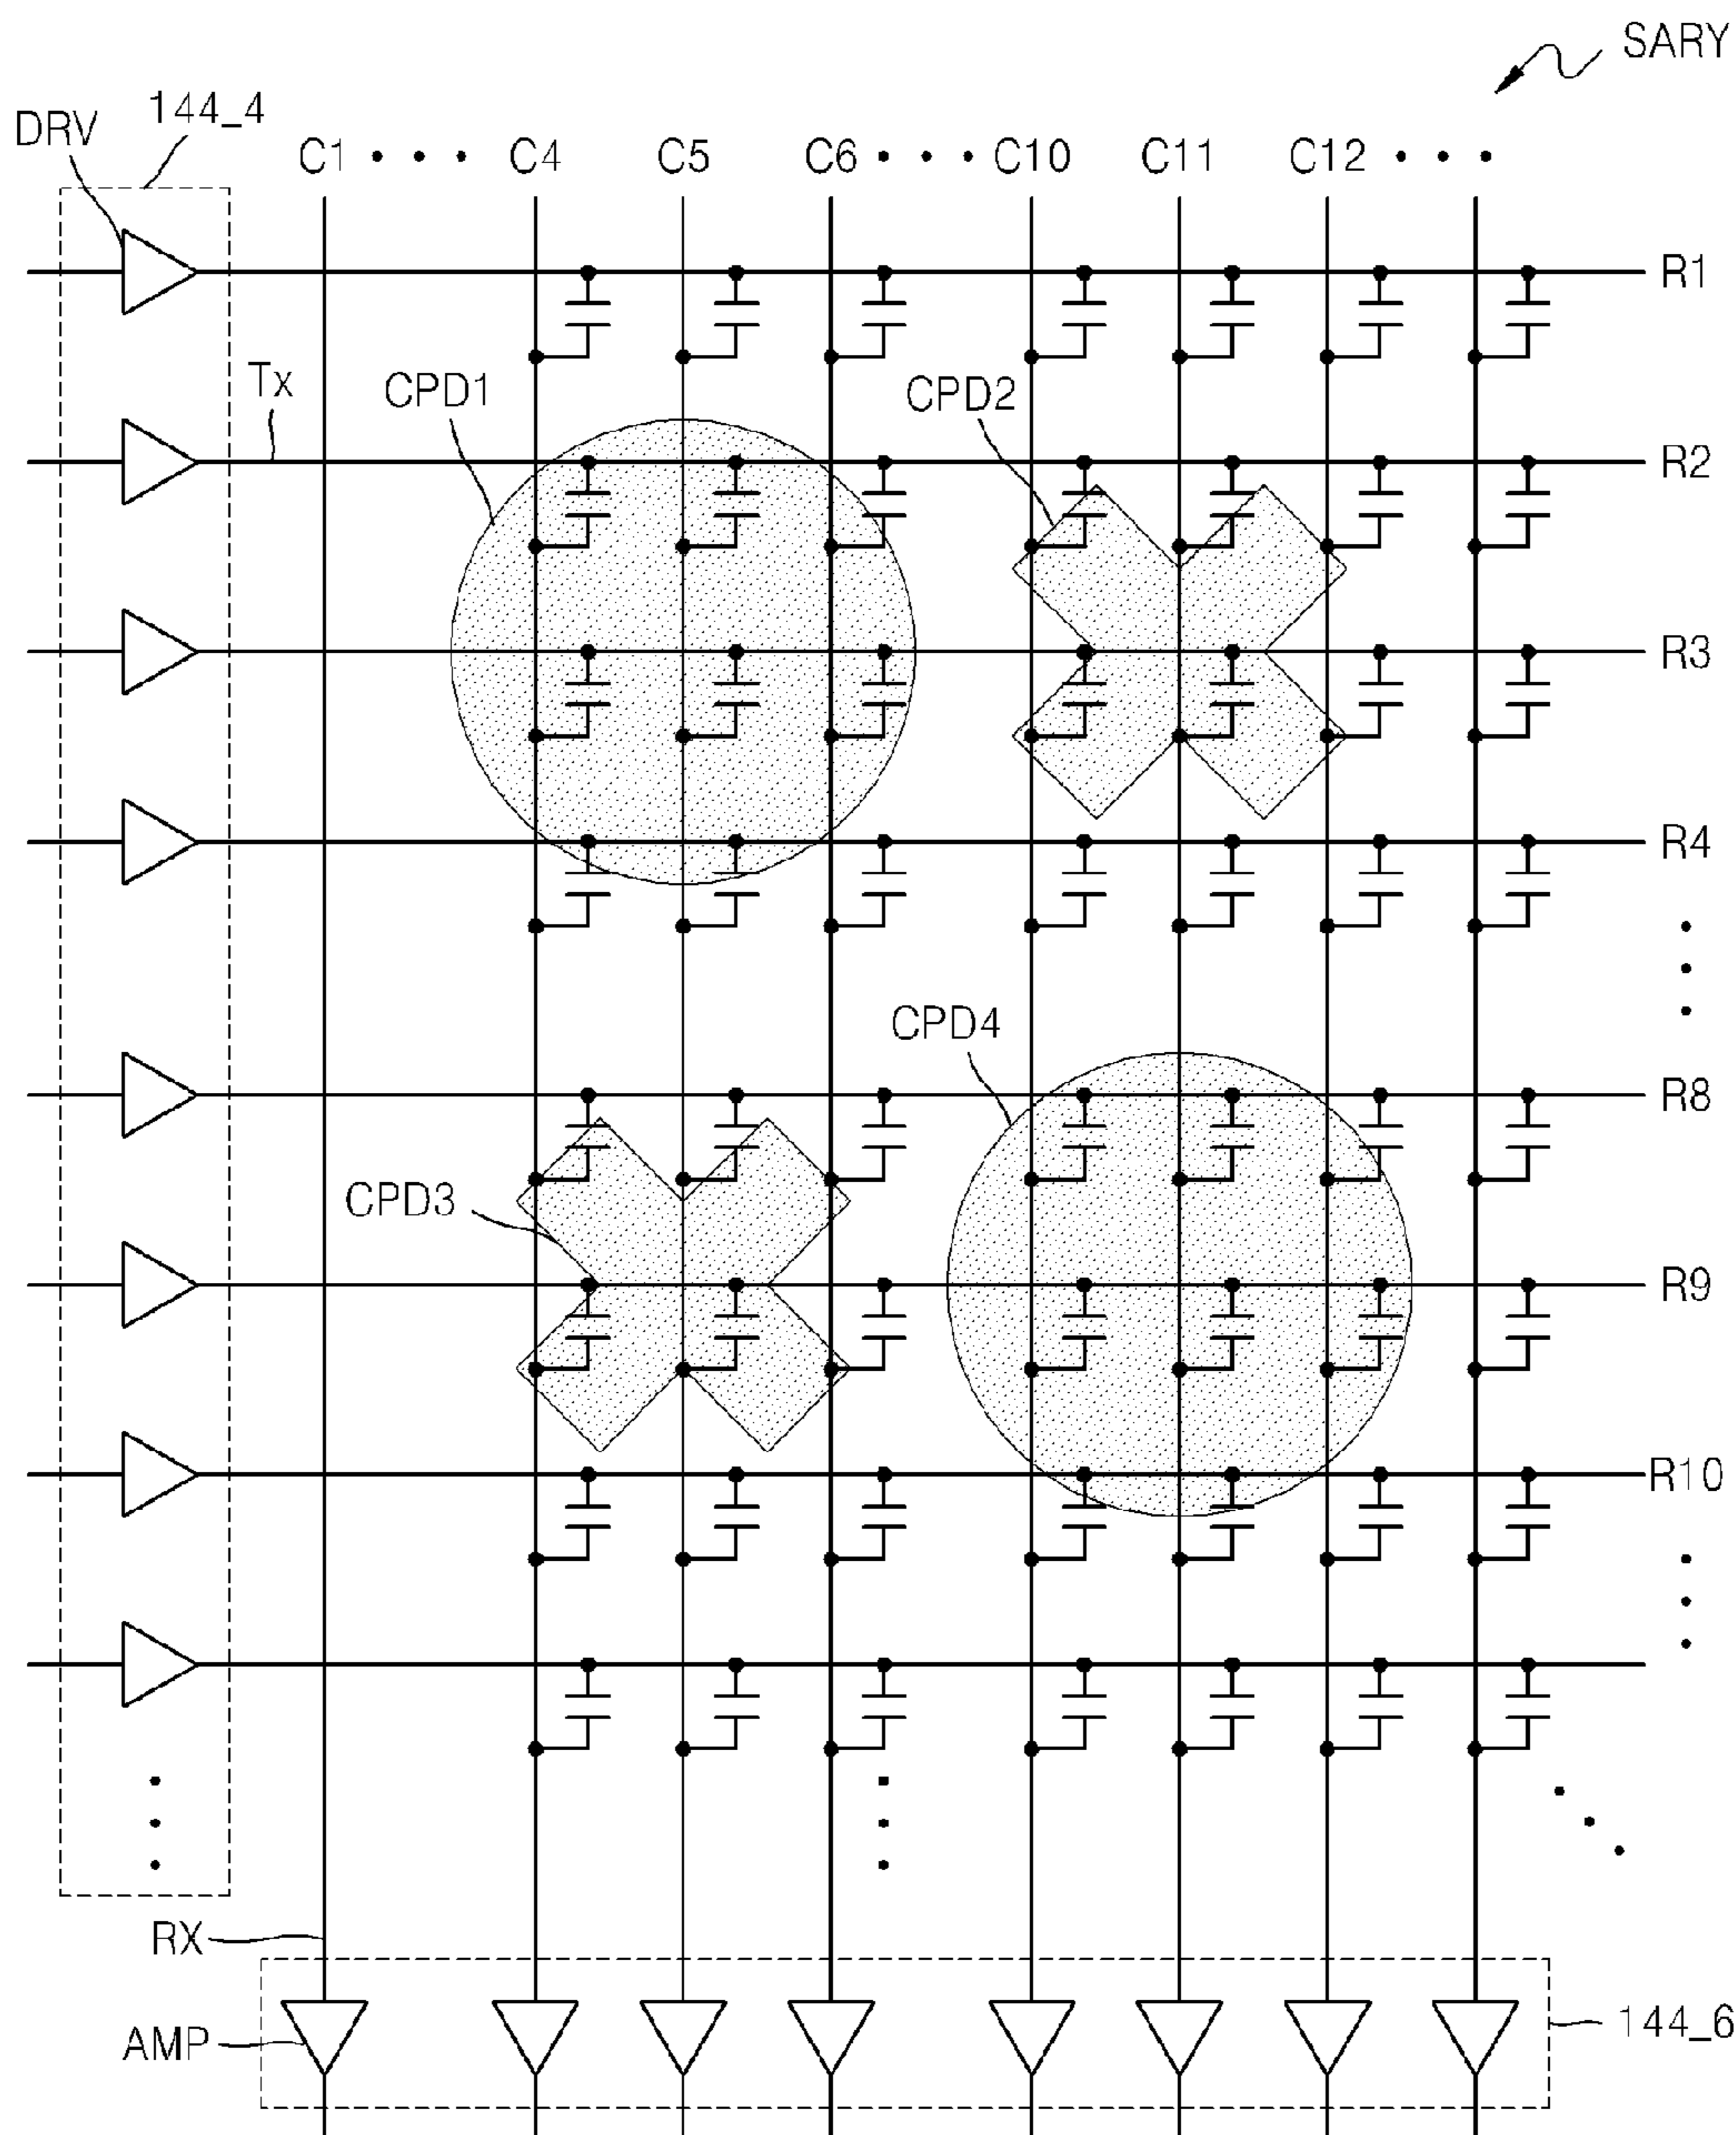 SARY
DRV
144_4
C1 • • • C4 C5 C6 • • • C10 C11 C12 • • •
R1
Tx
CPD1
CPD2
R2
R3
R4
CPD4
R8
CPD3
R9
R10
RX
AMP
144_6